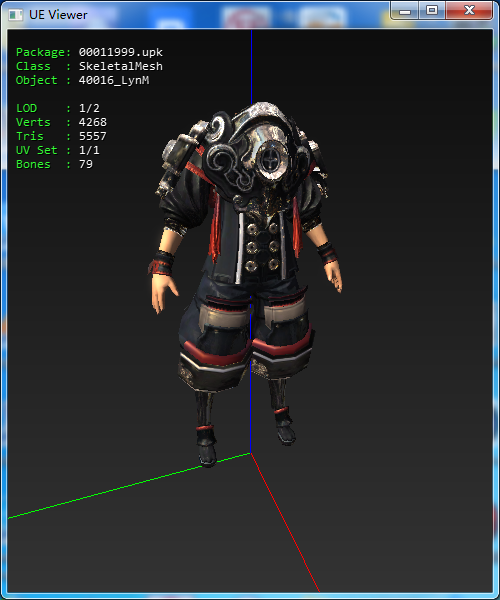 UE Viewer
Package: 00011999.upk
Class : SkeletalMesh
Object : 40016_LynM
LOD : 1/2
Verts : 4268
Tris : 5557
UV Set : 1/1
Bones : 79